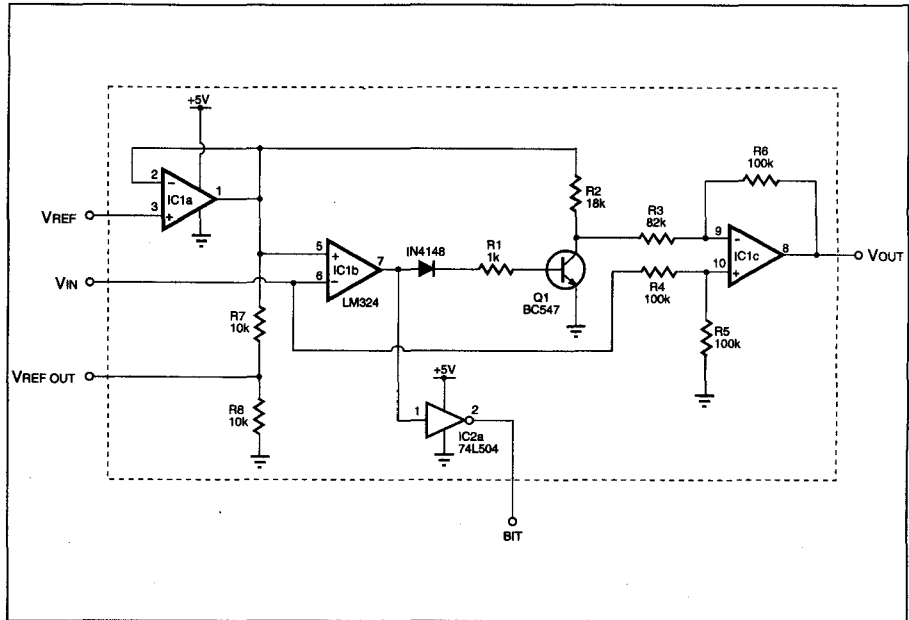 +5V
2
IC1a
1
3
VREF
R2
18k
R6
100k
R3
82k
9
IC1c
8
10
VOUT
5
IC1b
7
6
LM324
IN4148
R1
1k
Q1
BC547
R4
100k
R5
100k
VIN
R7
10k
VREF OUT
R8
10k
+5V
1
2
IC2a
74L504
BIT